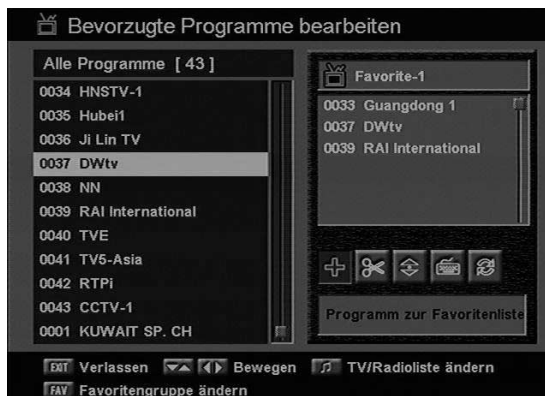 Bevorzugte Programme bearbeiten
Alle Programme [ 43 ]
0034 HNSTV-1
0035 Hubei1
0036 Ji Lin TV
0037 DWtv
0038 NN
0039 RAI International
0040 TVE
0041 TV5-Asia
0042 RTPi
0043 CCTV-1
0001 KUWAIT SP. CH
Favorite-1
0033 Guangdong 1
0037 DWtv
0039 RAI International
Programm zur Favoritenliste
EXIT Verlassen Bewegen TV/Radioliste ändern
FAV Favoritengruppe ändern